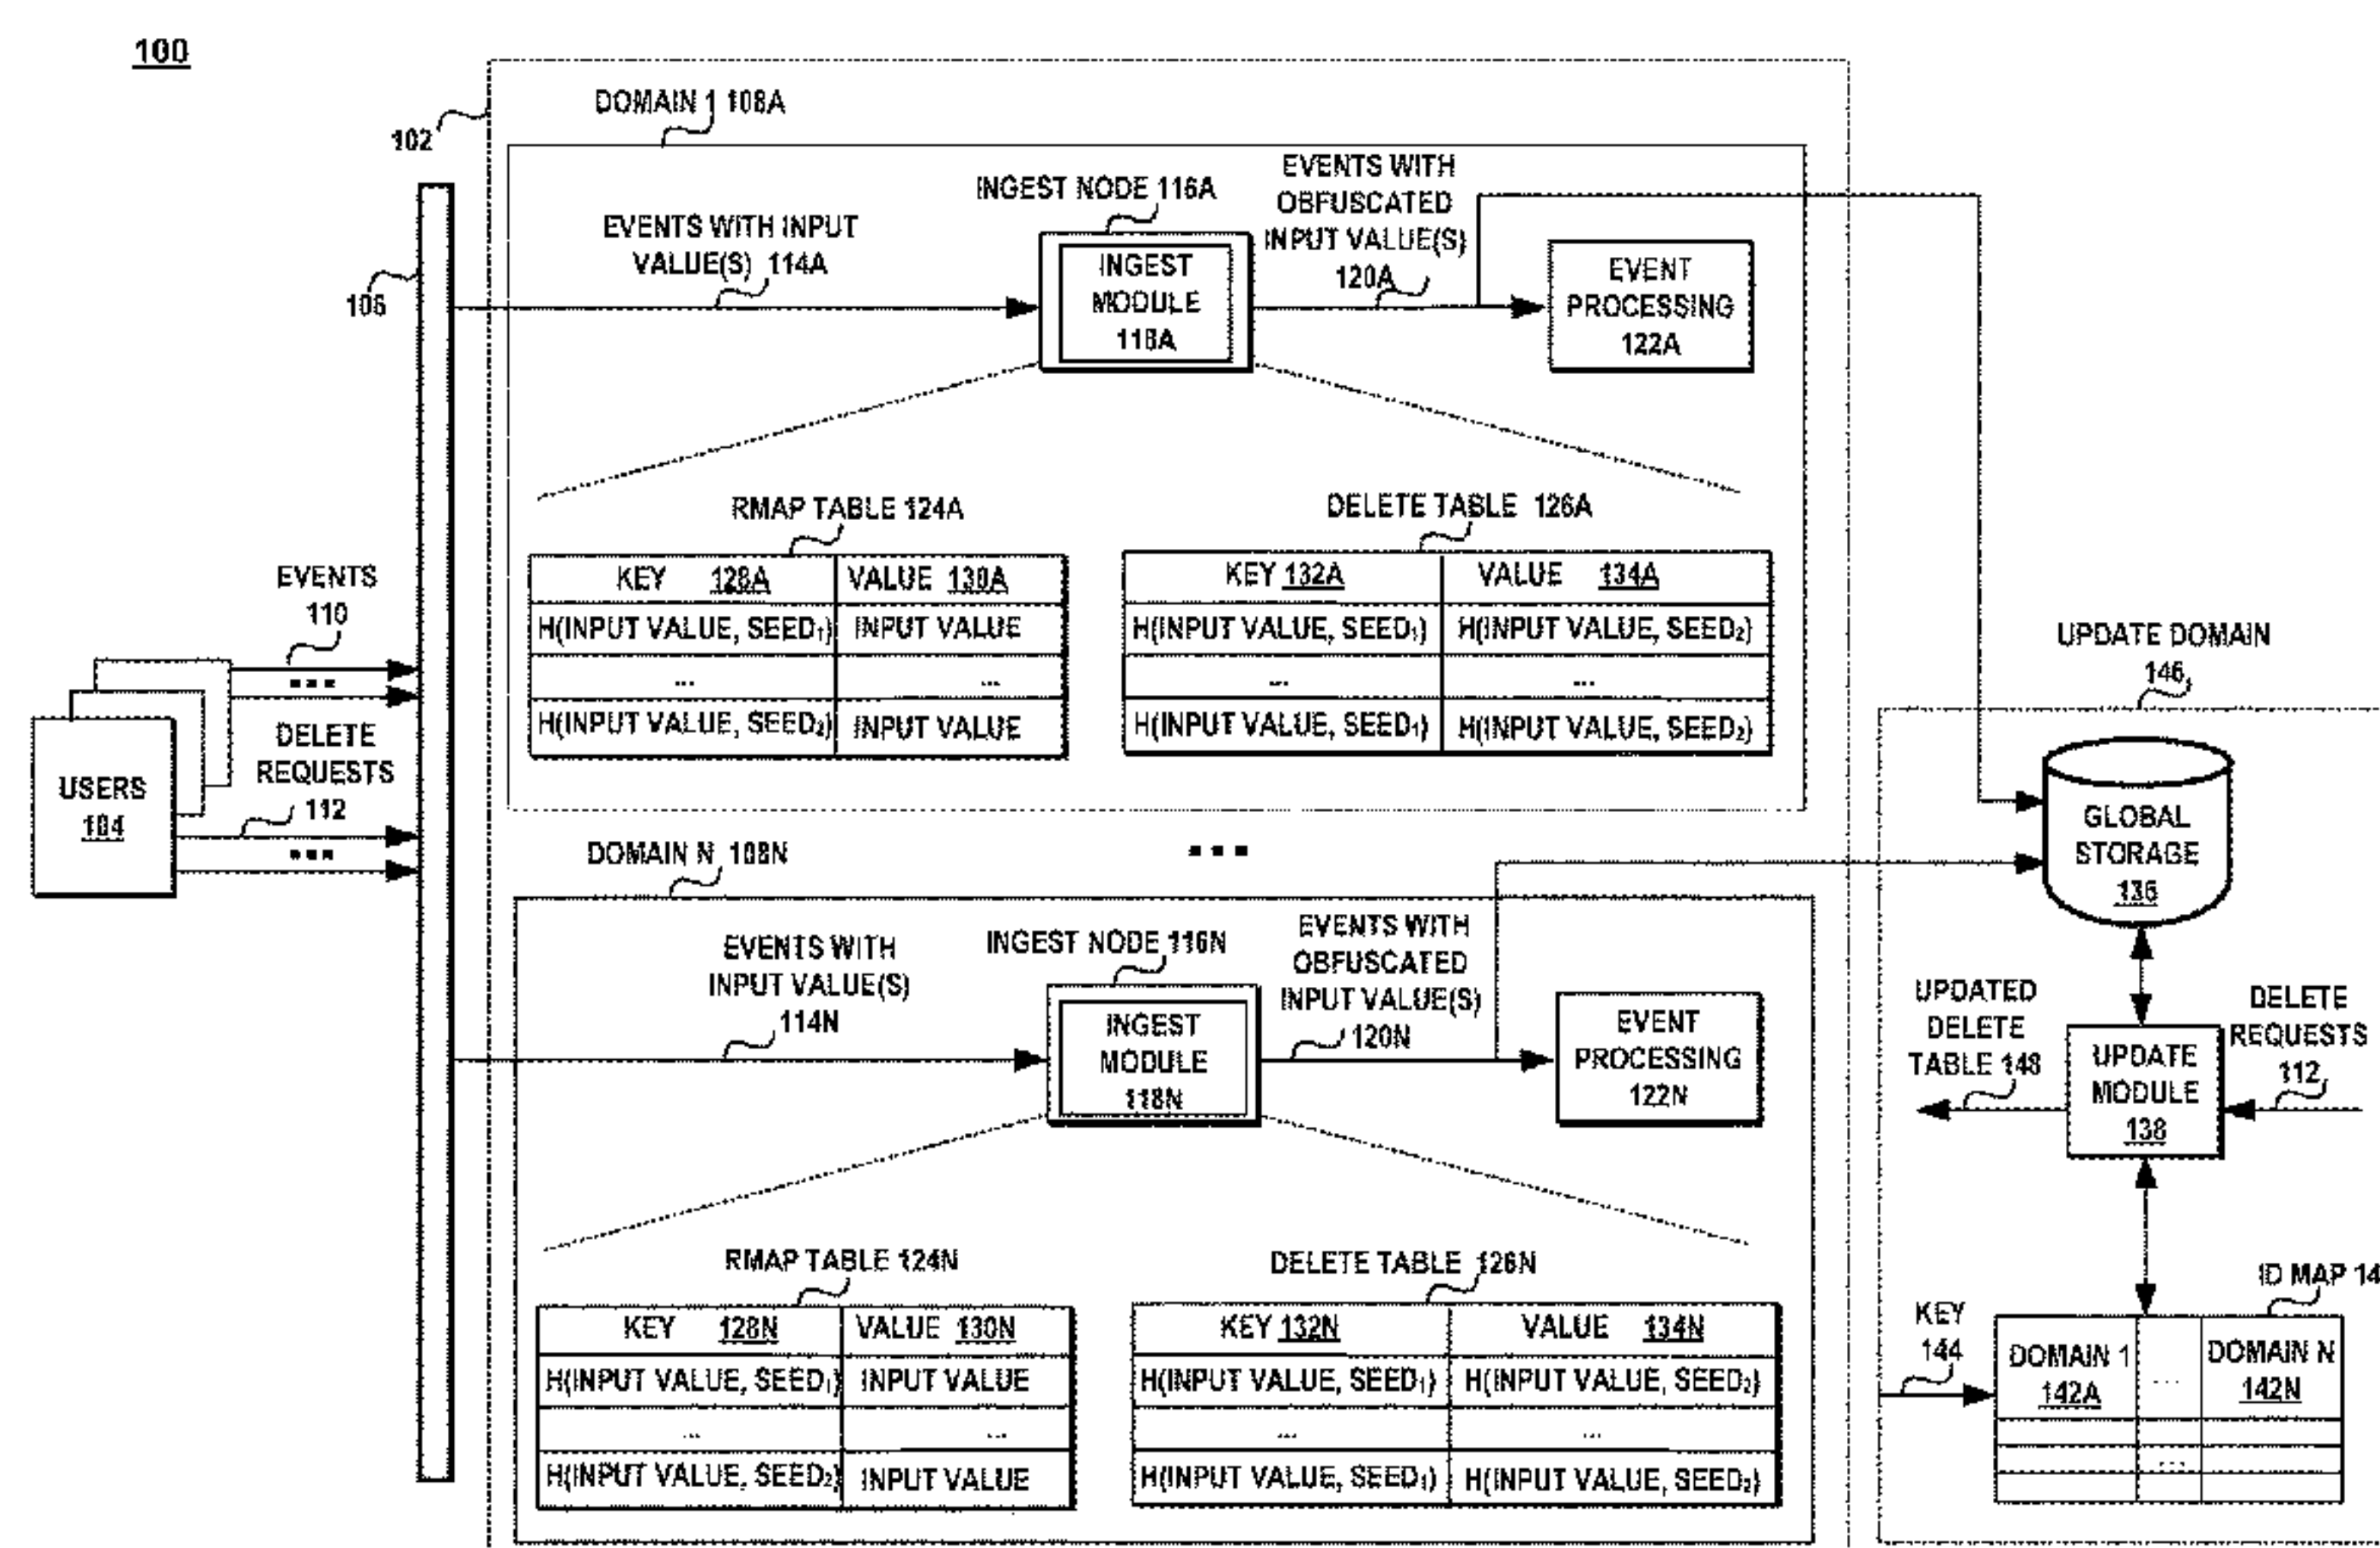 100
102
DOMAIN 1 108A
106
EVENTS WITH INPUT
VALUE(S) 114A
INGEST NODE 116A
INGEST
MODULE
118A
EVENTS WITH
OBFUSCATED
INPUT VALUE(S)
120A
EVENT
PROCESSING
122A
RMAP TABLE 124A
KEY 128A VALUE 130A
H(INPUT VALUE, SEED₁) INPUT VALUE
... ...
H(INPUT VALUE, SEED₂) INPUT VALUE
DELETE TABLE 126A
KEY 132A VALUE 134A
H(INPUT VALUE, SEED₁) H(INPUT VALUE, SEED₂)
... ...
H(INPUT VALUE, SEED₁) H(INPUT VALUE, SEED₂)
EVENTS
110
...
DELETE
REQUESTS
112
...
USERS
104
...
DOMAIN N 108N
EVENTS WITH
INPUT VALUE(S)
114N
INGEST NODE 116N
INGEST
MODULE
118N
EVENTS WITH
OBFUSCATED
INPUT VALUE(S)
120N
EVENT
PROCESSING
122N
RMAP TABLE 124N
KEY 128N VALUE 130N
H(INPUT VALUE, SEED₁) INPUT VALUE
... ...
H(INPUT VALUE, SEED₂) INPUT VALUE
DELETE TABLE 126N
KEY 132N VALUE 134N
H(INPUT VALUE, SEED₁) H(INPUT VALUE, SEED₂)
... ...
H(INPUT VALUE, SEED₁) H(INPUT VALUE, SEED₂)
UPDATE DOMAIN
146
GLOBAL
STORAGE
136
UPDATED
DELETE
TABLE 148
UPDATE
MODULE
138
DELETE
REQUESTS
112
ID MAP 14
KEY
144
DOMAIN 1 ... DOMAIN N
142A 142N
...